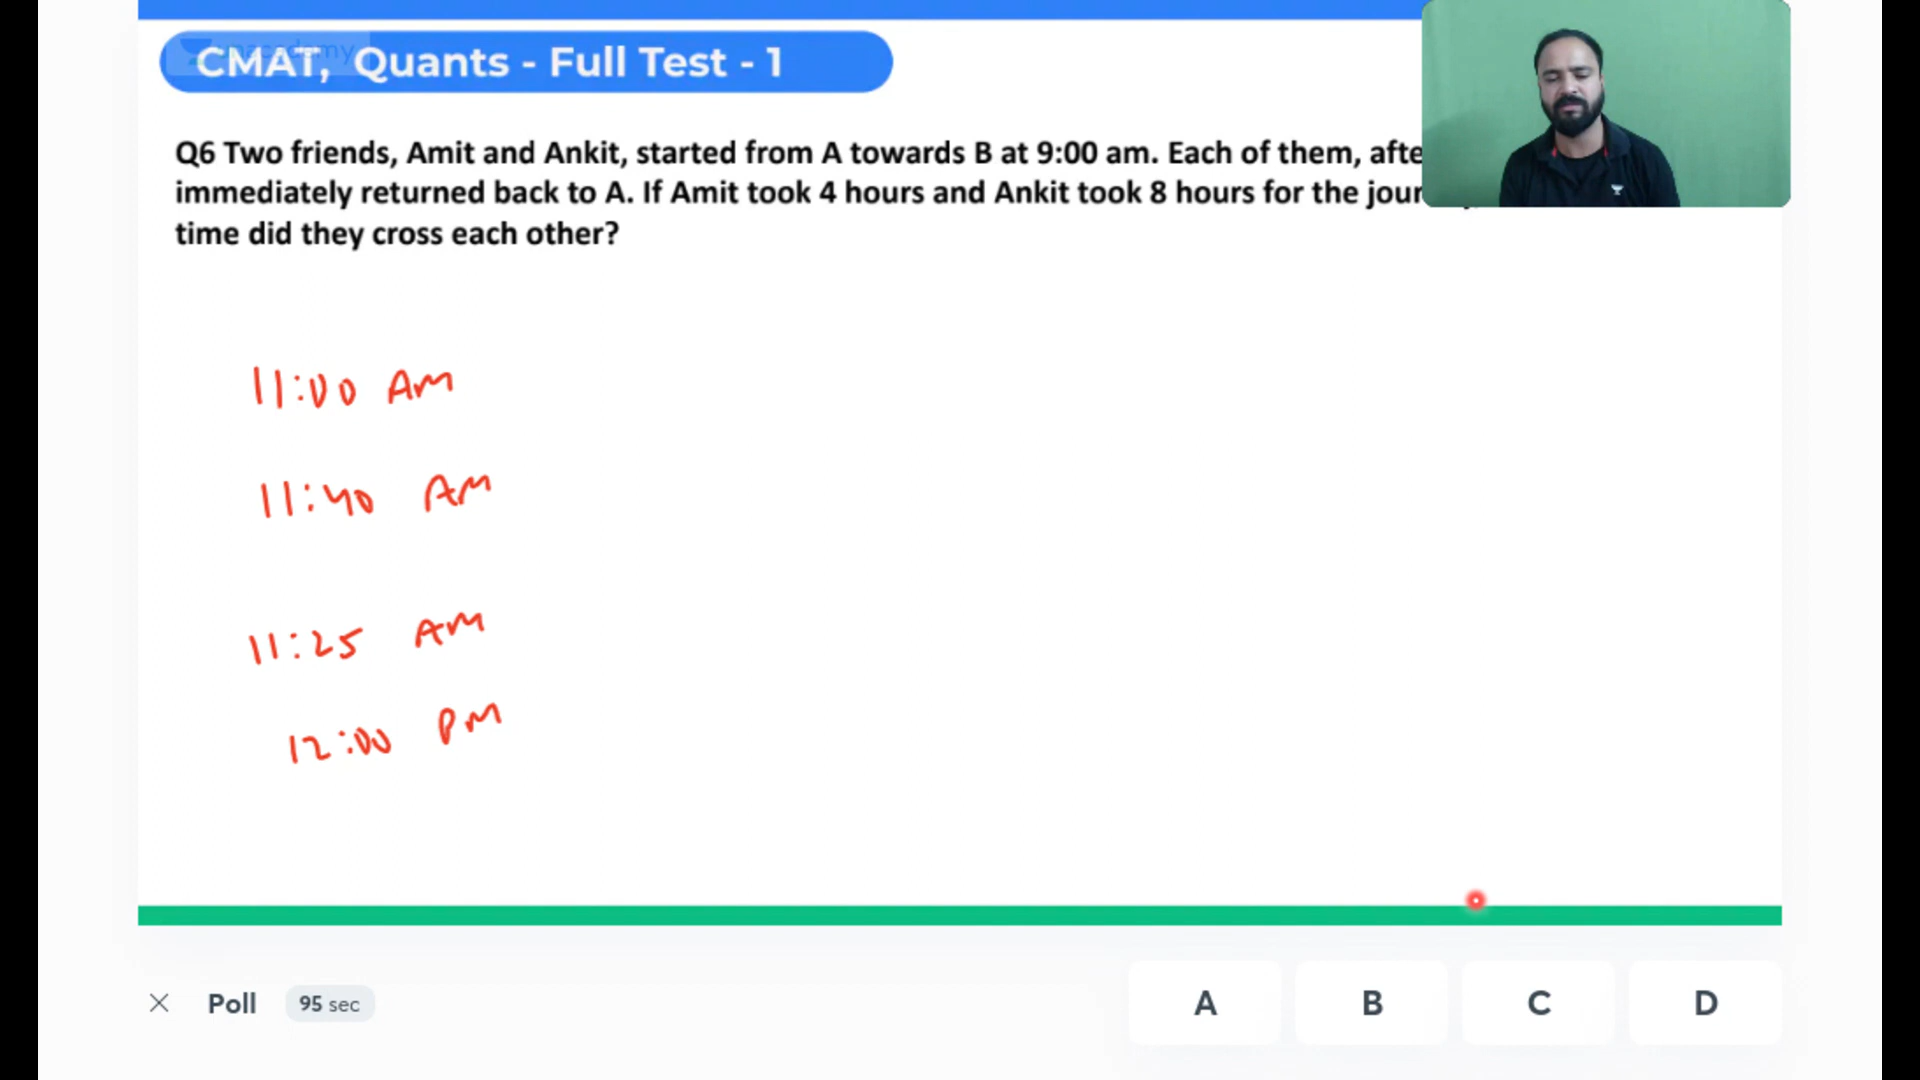 CMAT, Quants - Full Test - 1
Q6 Two friends, Amit and Ankit, started from A towards B at 9:00 am. Each of them, afte
immediately returned back to A. If Amit took 4 hours and Ankit took 8 hours for the jour
time did they cross each other?
11:00 AM
11:40 AM
11:25 AM
12:00 PM
Poll 95 sec A B C D